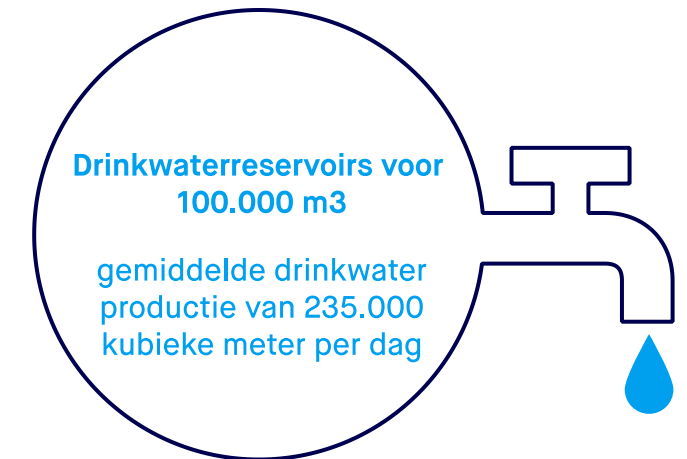 Drinkwaterreservoirs voor
100.000 m3
gemiddelde drinkwater
productie van 235.000
kubieke meter per dag